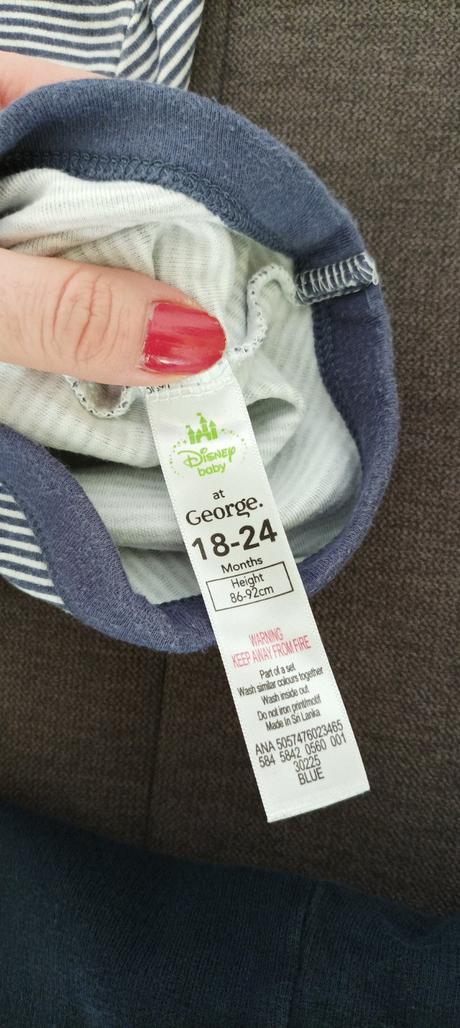 Disney
baby
at
George.
18-24
Months
Height
86-92cm
WARNING
KEEP AWAY FROM FIRE
Part of a set
Wash similar colours together
Wash inside out
Do not iron print/motif
Made in Sri Lanka
ANA 5057476023465
584 5842 0560 001
30225
BLUE